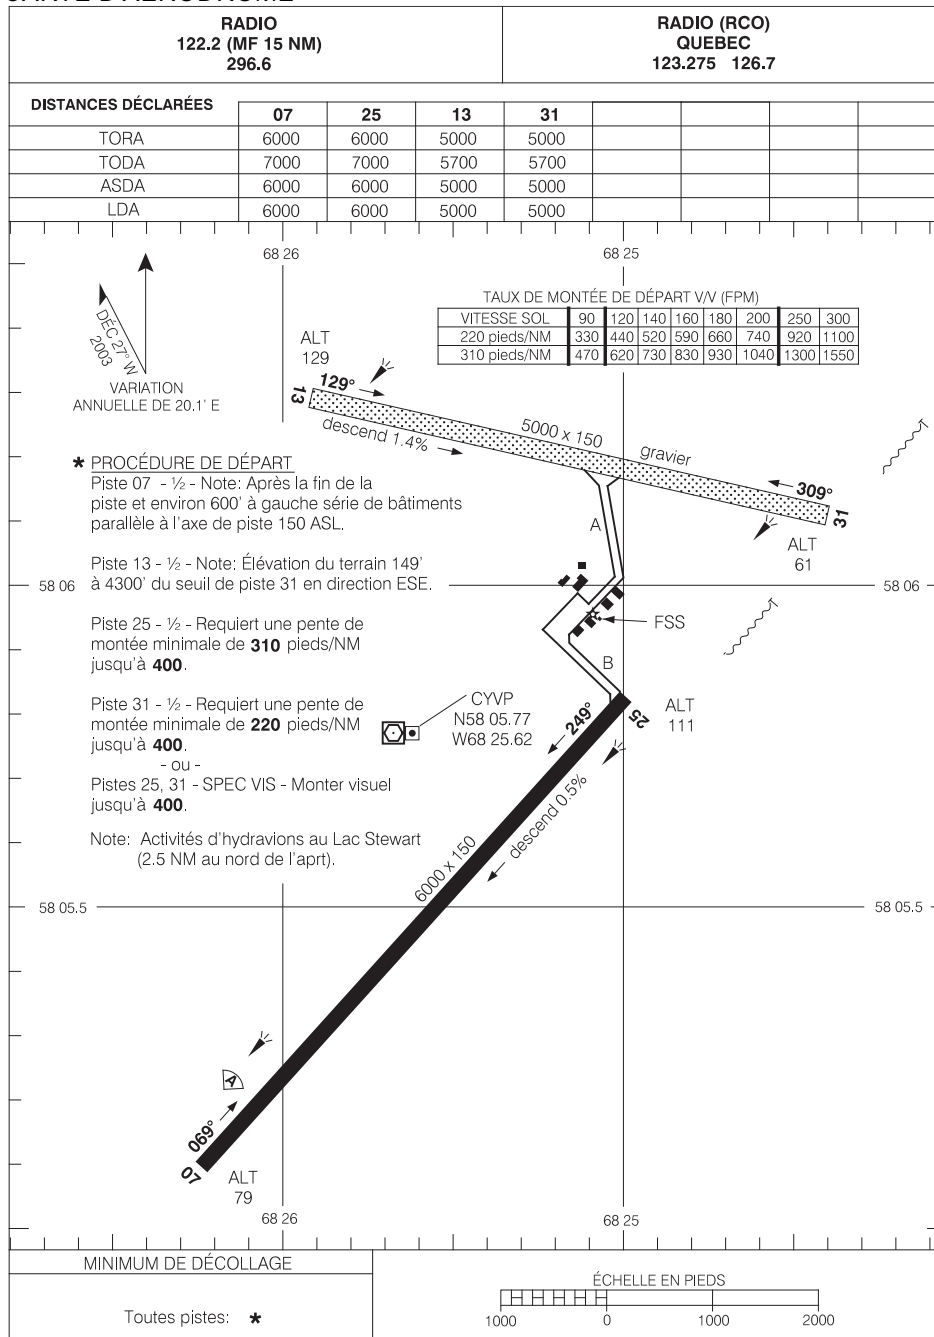 RADIO
122.2 (MF 15 NM)
296.6
RADIO (RCO)
QUEBEC
123.275 126.7
DISTANCES DÉCLARÉES 07 25 13 31
TORA 6000 6000 5000 5000
TODA 7000 7000 5700 5700
ASDA 6000 6000 5000 5000
LDA 6000 6000 5000 5000
68 26 68 25
DÉC 27° W
2003
VARIATION
ANNUELLE DE 20.1' E
TAUX DE MONTÉE DE DÉPART V/V (FPM)
VITESSE SOL 90 120 140 160 180 200 250 300
220 pieds/NM 330 440 520 590 660 740 920 1100
310 pieds/NM 470 620 730 830 930 1040 1300 1550
ALT
129
13
129°
descend 1.4%
5000 x 150
gravier
309°
31
ALT
61
* PROCÉDURE DE DÉPART
Piste 07 - ½ - Note: Après la fin de la
piste et environ 600' à gauche série de bâtiments
parallèle à l'axe de piste 150 ASL.
Piste 13 - ½ - Note: Élévation du terrain 149'
à 4300' du seuil de piste 31 en direction ESE.
Piste 25 - ½ - Requiert une pente de
montée minimale de 310 pieds/NM
jusqu'à 400.
Piste 31 - ½ - Requiert une pente de
montée minimale de 220 pieds/NM
jusqu'à 400.
- ou -
Pistes 25, 31 - SPEC VIS - Monter visuel
jusqu'à 400.
Note: Activités d'hydravions au Lac Stewart
(2.5 NM au nord de l'aprt).
58 06
58 06
A
FSS
B
CYVP
N58 05.77
W68 25.62
249°
25
ALT
111
descend 0.5%
6000 x 150
58 05.5
58 05.5
A
069°
07
ALT
79
68 26 68 25
MINIMUM DE DÉCOLLAGE
Toutes pistes: *
ÉCHELLE EN PIEDS
1000 0 1000 2000